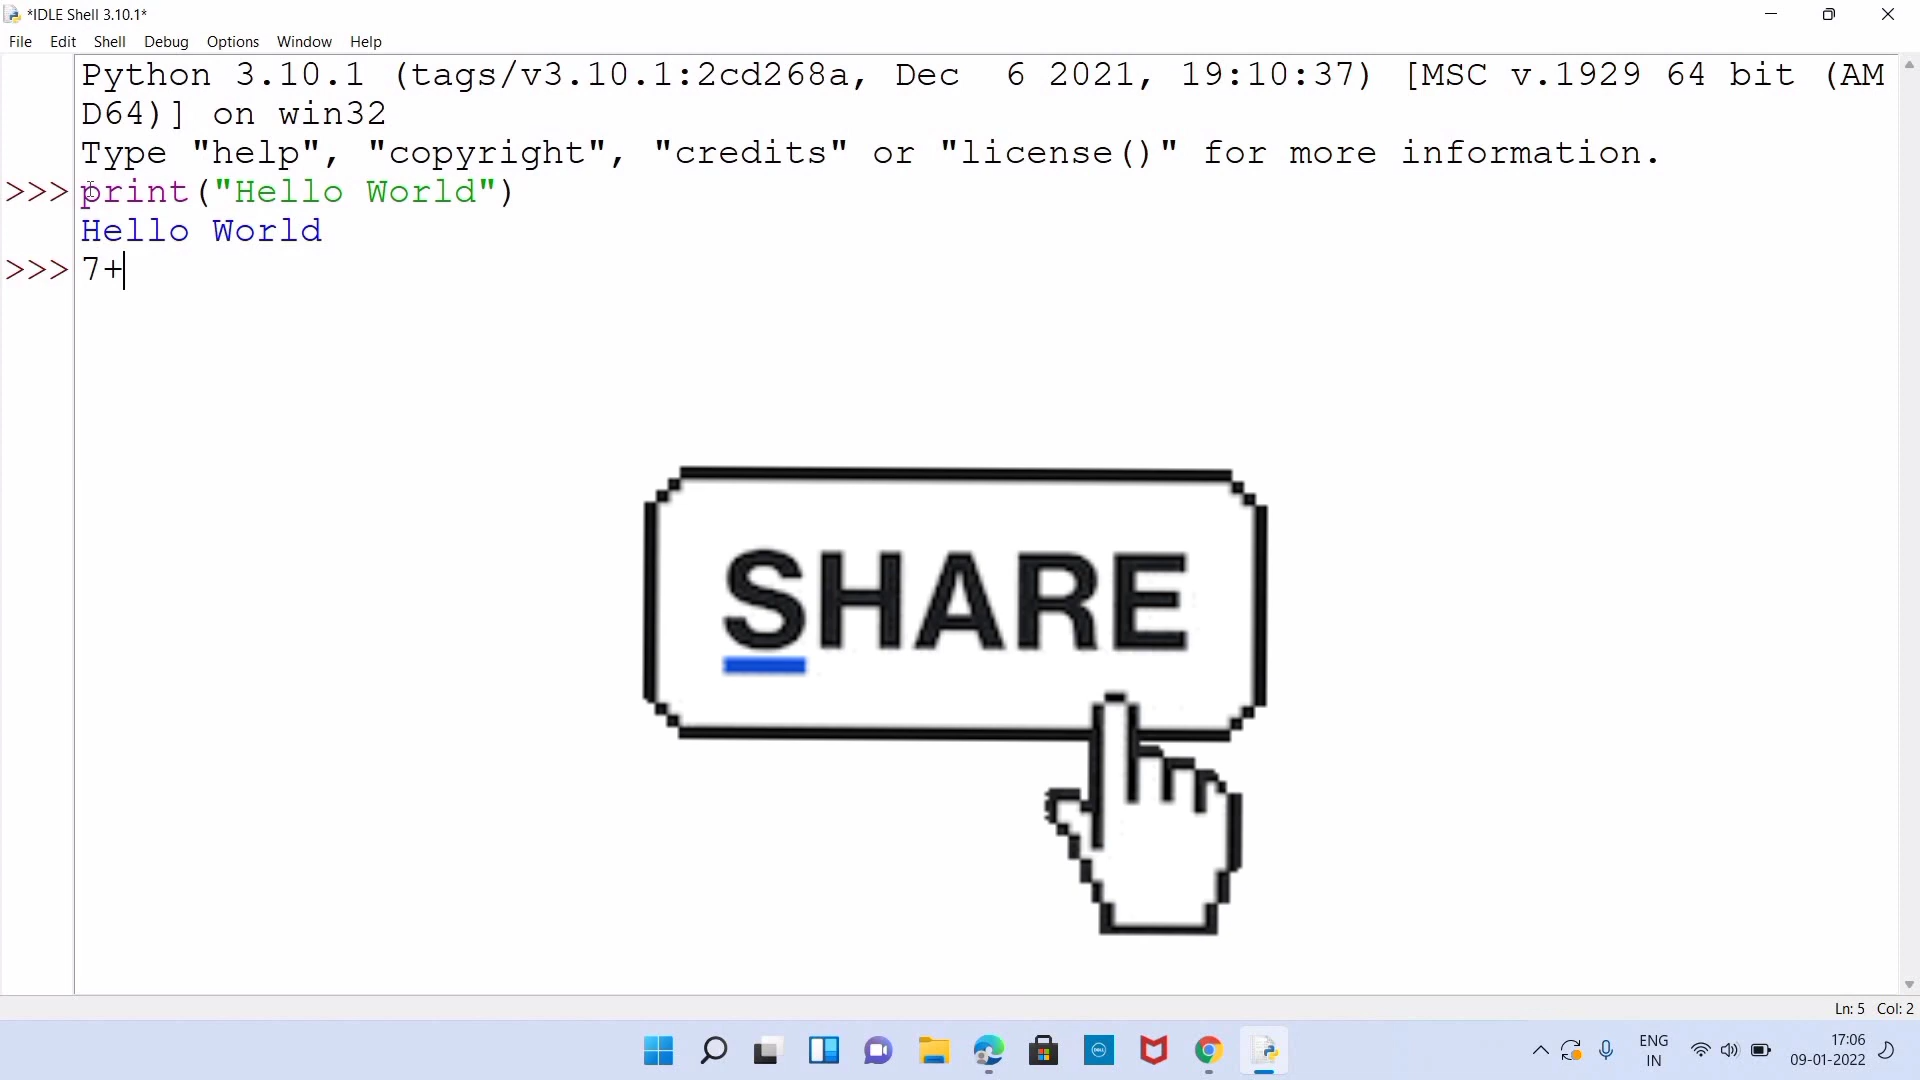 *IDLE Shell 3.10.1*
File Edit Shell Debug Options Window Help
Python 3.10.1 (tags/v3.10.1:2cd268a, Dec  6 2021, 19:10:37) [MSC v.1929 64 bit (AM
D64)] on win32
Type "help", "copyright", "credits" or "license()" for more information.
>>> print("Hello World")
Hello World
>>> 7+
SHARE
Ln: 5 Col: 2
ENG
IN
17:06
09-01-2022
DELL